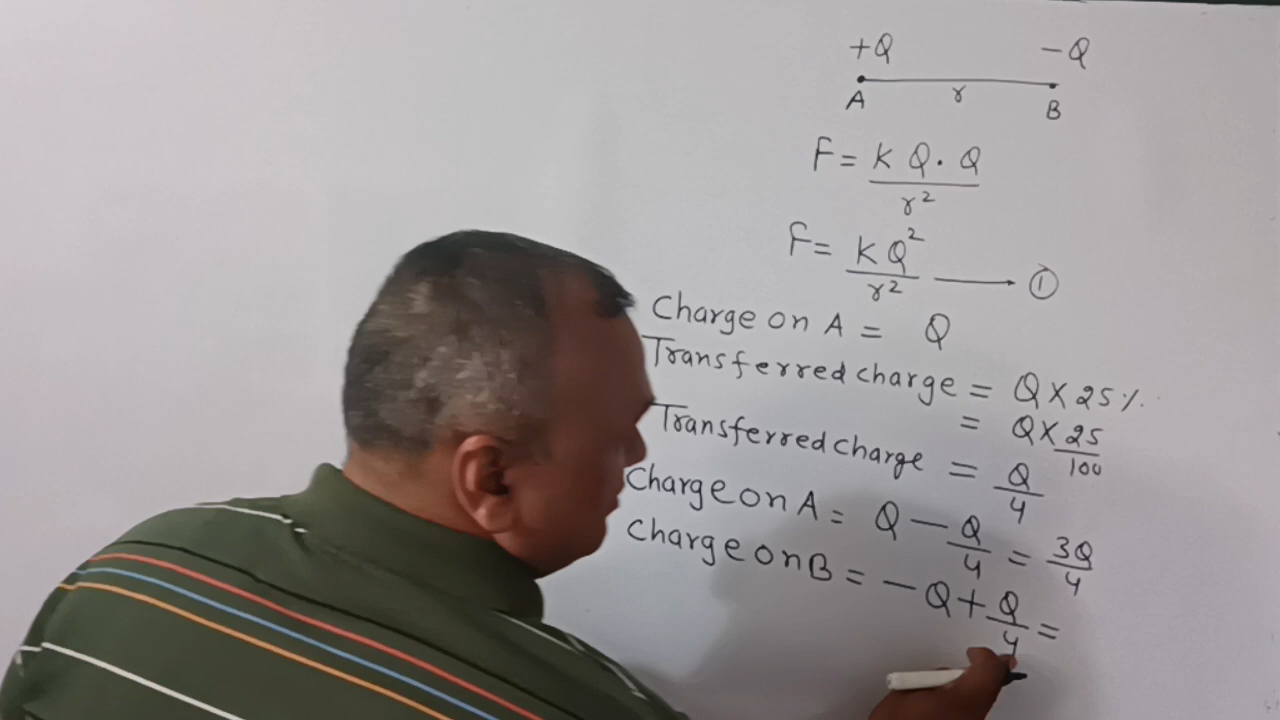 +Q -Q
A r B
F = K Q · Q / r²
F = K Q² / r² → ①
Charge on A = Q
Transferred charge = Q × 25%
= Q × 25/100
Transferred charge = Q/4
Charge on A = Q - Q/4 = 3Q/4
Charge on B = - Q + Q/4 =